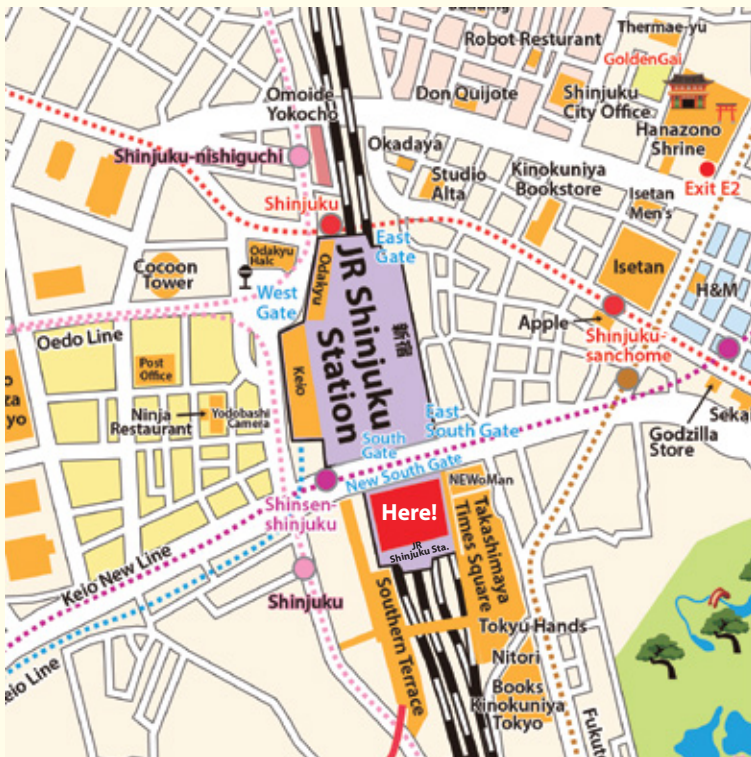 Thermae-yu
Robot Resturant
GoldenGai
Omoide
Yokocho
Don Quijote
Shinjuku
City Office
Hanazono
Shrine
Okadaya
Shinjuku-nishiguchi
Studio
Alta
Kinokuniya
Bookstore
Exit E2
Isetan
Men's
Shinjuku
East
Gate
Odakyu
Halc
Odakyu
JR Shinjuku
Station
新宿
Isetan
Cocoon
Tower
West
Gate
H&M
Apple
Oedo Line
Shinjuku-
sanchome
Post
Office
Keio
Ninja
Restaurant
Yodobashi
Camera
East
South Gate
South
Gate
Godzilla
Store
Seka
New South Gate
NEWoMan
Shinsen-
shinjuku
Here!
JR
Shinjuku Sta.
Takashimaya
Times Square
Keio New Line
Shinjuku
Southern Terrace
Tokyu Hands
Nitori
Books
Kinokuniya
Tokyo
eio Line
Fukuto
o
za
yo